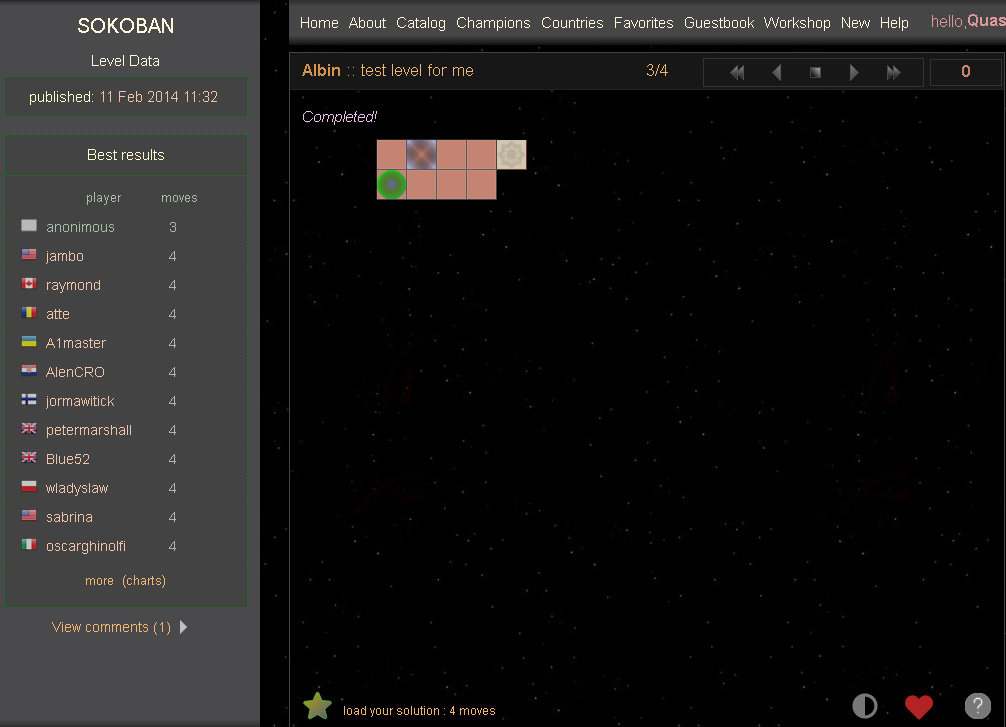 SOKOBAN
Level Data
published: 11 Feb 2014 11:32
Best results
player moves
anonimous 3
jambo 4
raymond 4
atte 4
A1master 4
AlenCRO 4
jormawitick 4
petermarshall 4
Blue52 4
wladyslaw 4
sabrina 4
oscarghinolfi 4
more (charts)
View comments (1)
Home About Catalog Champions Countries Favorites Guestbook Workshop New Help hello,Quas
Albin :: test level for me 3/4 0
Completed!
load your solution : 4 moves
?